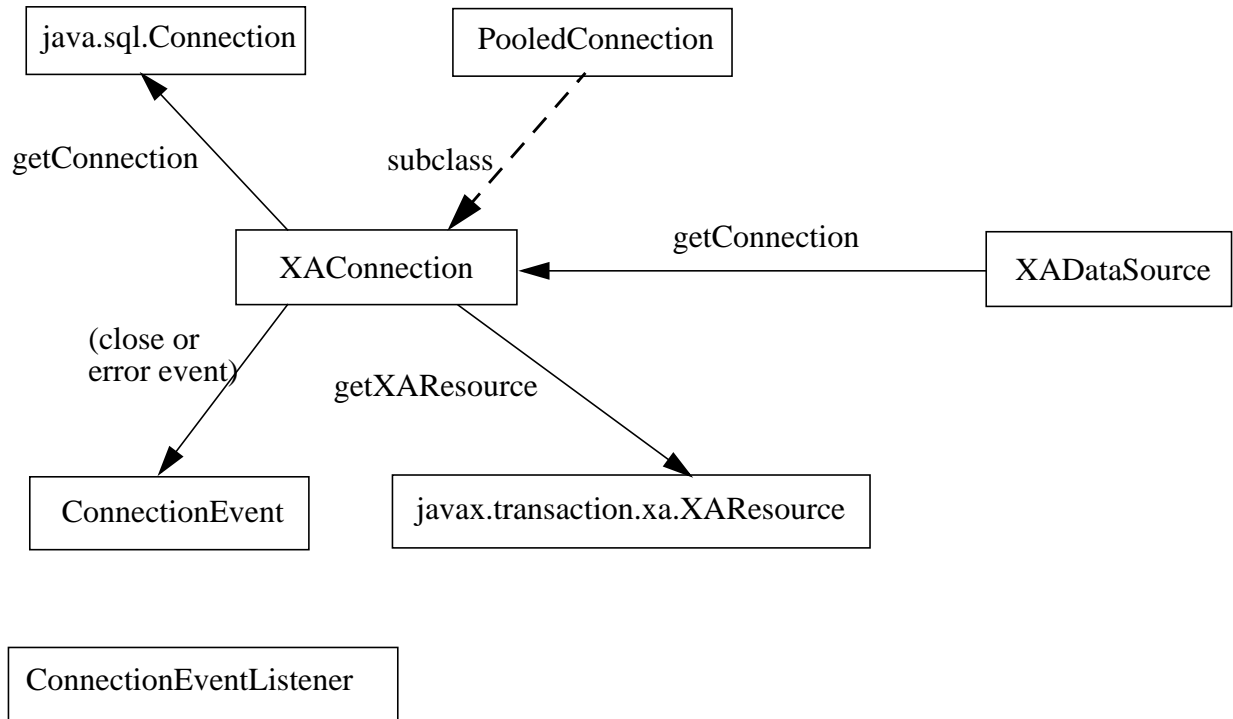 java.sql.Connection
PooledConnection
getConnection
subclass
getConnection
XAConnection
XADataSource
(close or
error event)
getXAResource
ConnectionEvent
javax.transaction.xa.XAResource
ConnectionEventListener